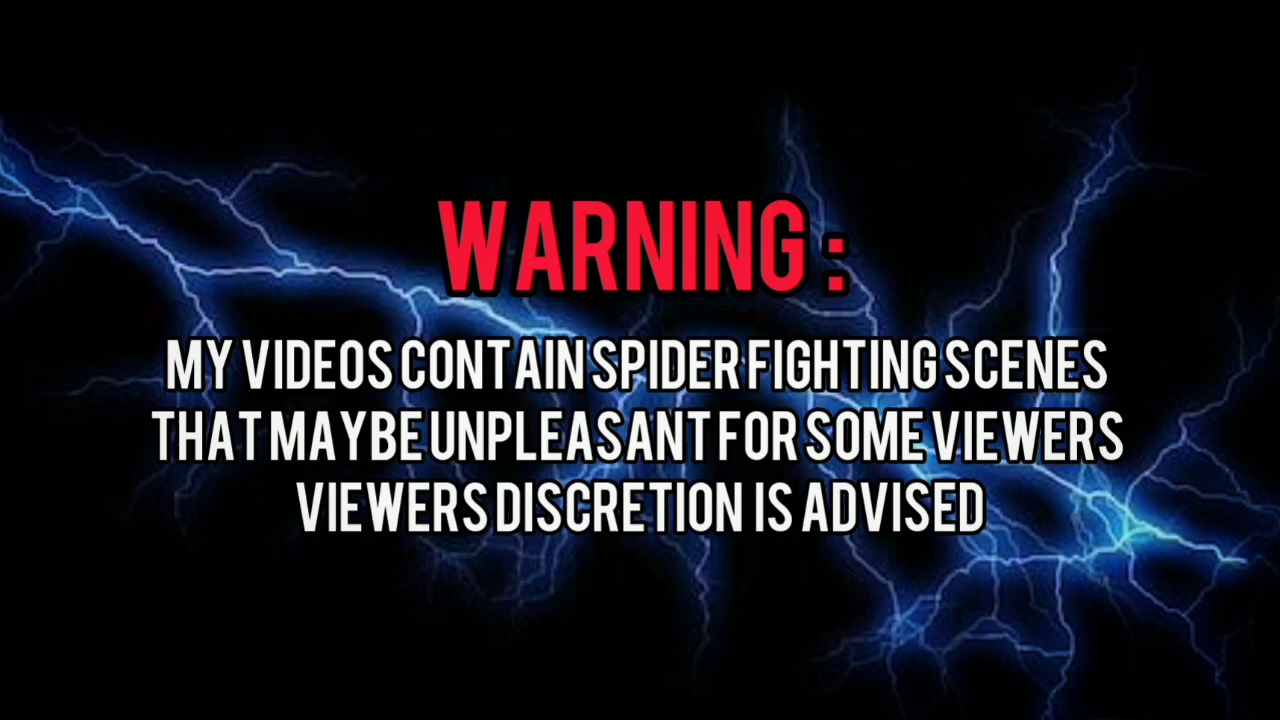 WARNING :
MY VIDEOS CONTAIN SPIDER FIGHTING SCENES
THAT MAYBE UNPLEASANT FOR SOME VIEWERS
VIEWERS DISCRETION IS ADVISED